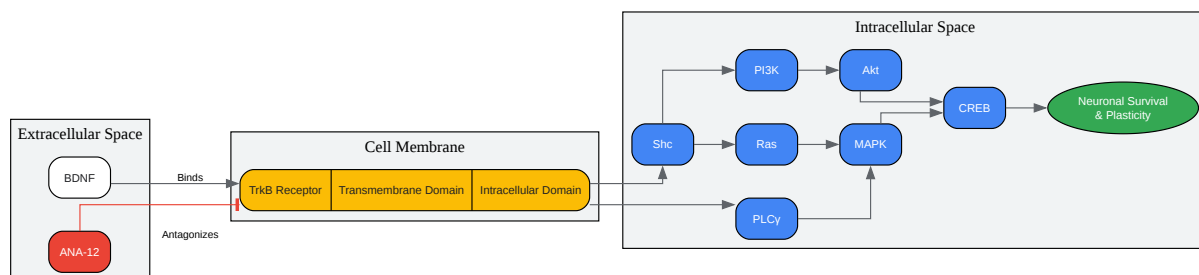 Extracellular Space
BDNF
ANA-12
Binds
Antagonizes
Cell Membrane
TrkB Receptor
Transmembrane Domain
Intracellular Domain
Intracellular Space
PI3K
Akt
Shc
Ras
MAPK
PLCγ
CREB
Neuronal Survival
& Plasticity